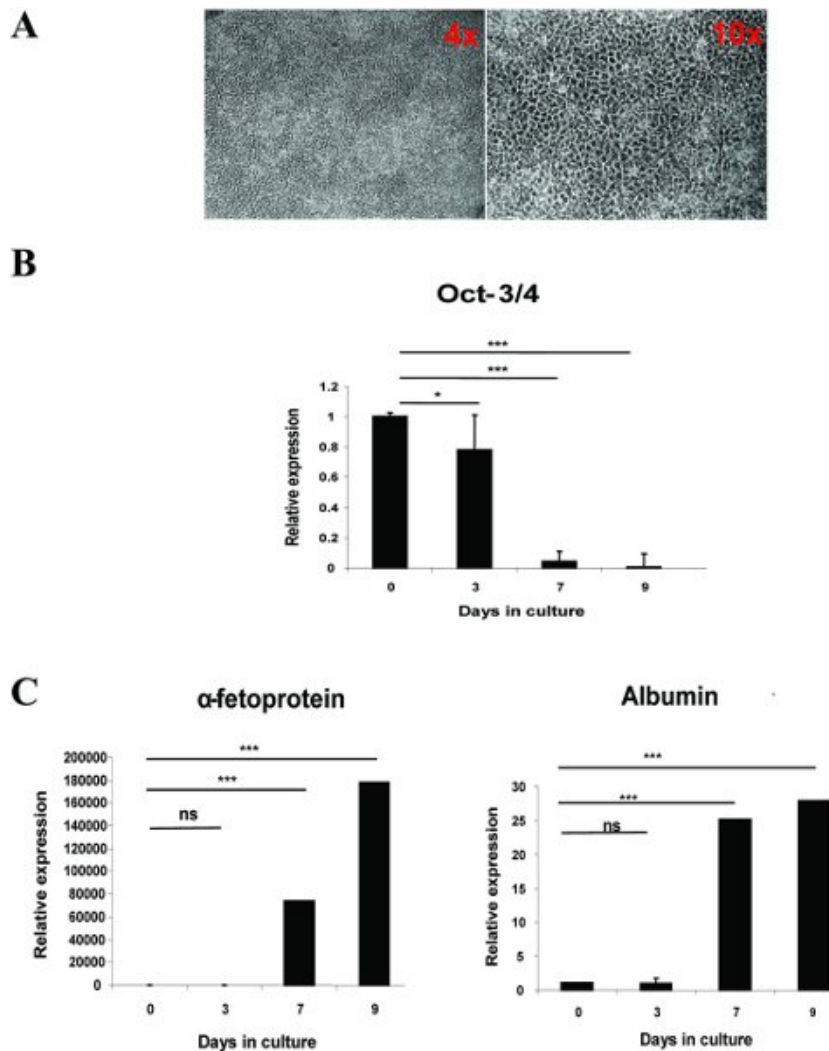 A
4x
10x
B
Oct-3/4
***
***
*
1.2
1
0.8
0.6
0.4
0.2
0
Relative expression
0 3 7 9
Days in culture
C
α-fetoprotein
***
***
ns
200000
180000
160000
140000
120000
100000
80000
60000
40000
20000
0
Relative expression
0 3 7 9
Days in culture
Albumin
***
***
ns
30
25
20
15
10
5
0
Relative expression
0 3 7 9
Days in culture